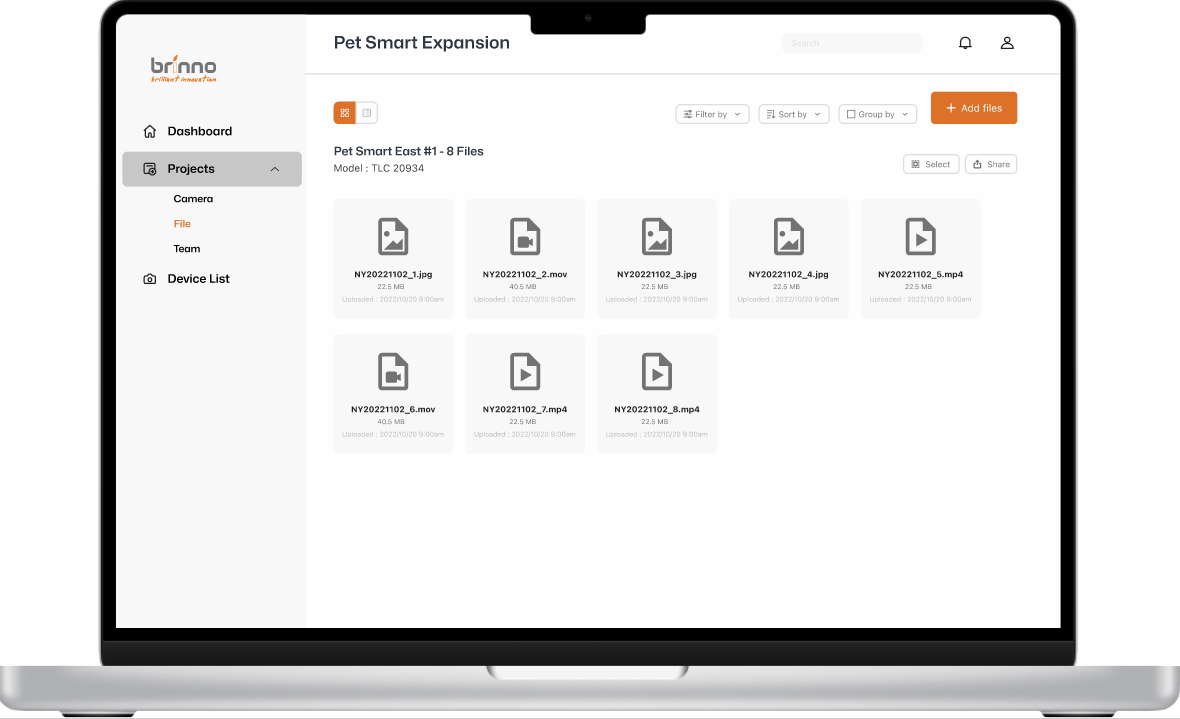 Pet Smart Expansion
Search
brinno
brilliant innovation
Dashboard
Projects
Camera
File
Team
Device List
Filter by
Sort by
Group by
+ Add files
Pet Smart East #1 - 8 Files
Model : TLC 20934
Select
Share
NY20221102_1.jpg
22.5 MB
Uploaded : 2022/10/20 9:00am
NY20221102_2.mov
40.5 MB
Uploaded : 2022/10/20 9:00am
NY20221102_3.jpg
22.5 MB
Uploaded : 2022/10/20 9:00am
NY20221102_4.jpg
22.5 MB
Uploaded : 2022/10/20 9:00am
NY20221102_5.mp4
22.5 MB
Uploaded : 2022/10/20 9:00am
NY20221102_6.mov
40.5 MB
Uploaded : 2022/10/20 9:00am
NY20221102_7.mp4
22.5 MB
Uploaded : 2022/10/20 9:00am
NY20221102_8.mp4
22.5 MB
Uploaded : 2022/10/20 9:00am